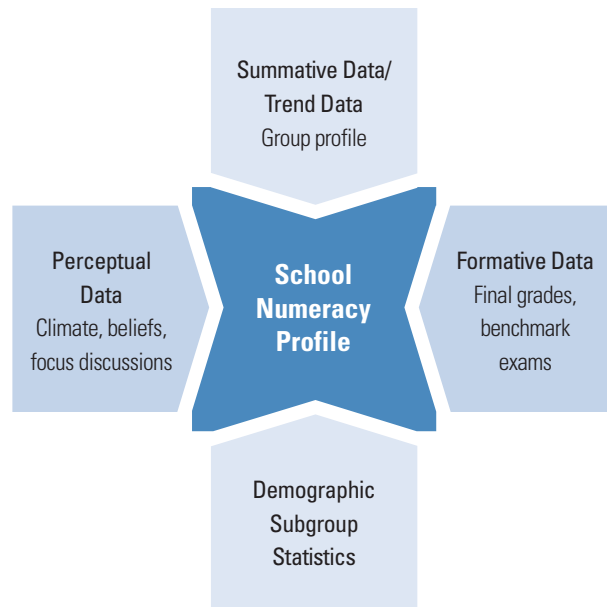 Summative Data/
Trend Data
Group profile
Perceptual
Data
Climate, beliefs,
focus discussions
School
Numeracy
Profile
Formative Data
Final grades,
benchmark
exams
Demographic
Subgroup
Statistics